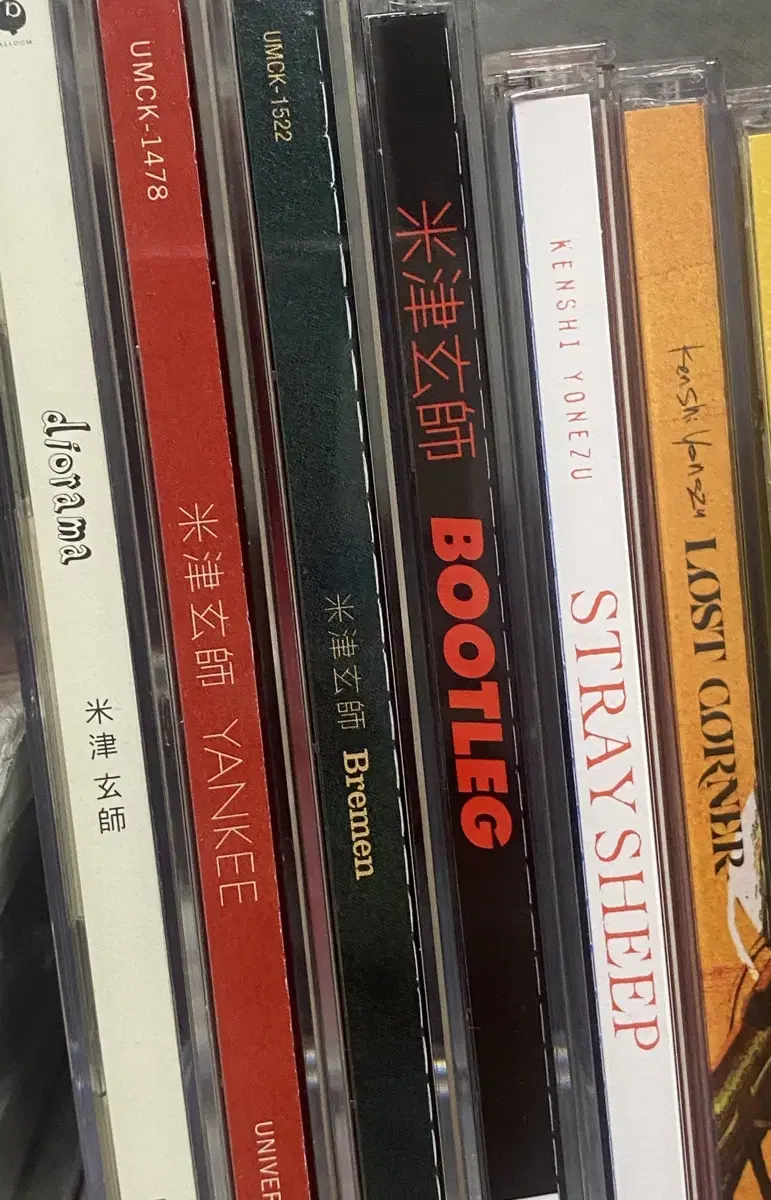 diorama
米津玄師
UMCK-1478
米津玄師 YANKEE
UNIVER
UMCK-1522
米津玄師 Bremen
米津玄師 BOOTLEG
KENSHI YONEZU
STRAY SHEEP
Kenshi Yonezu
LOST CORNER